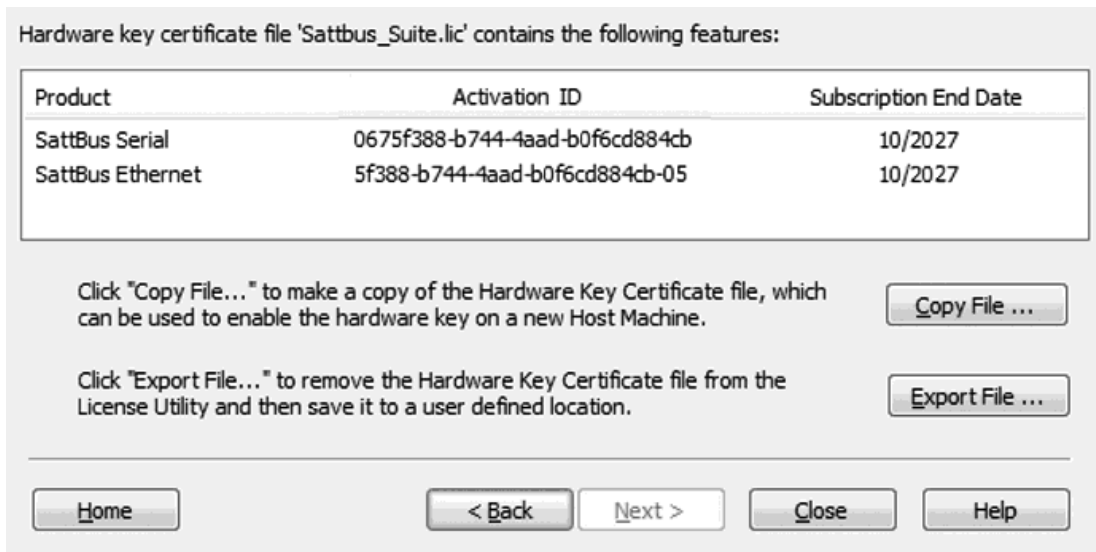 Hardware key certificate file 'Sattbus_Suite.lic' contains the following features:
Product Activation ID Subscription End Date
SattBus Serial 0675f388-b744-4aad-b0f6cd884cb 10/2027
SattBus Ethernet 5f388-b744-4aad-b0f6cd884cb-05 10/2027
Click "Copy File..." to make a copy of the Hardware Key Certificate file, which
can be used to enable the hardware key on a new Host Machine.
Copy File ...
Click "Export File..." to remove the Hardware Key Certificate file from the
License Utility and then save it to a user defined location.
Export File ...
Home < Back Next > Close Help